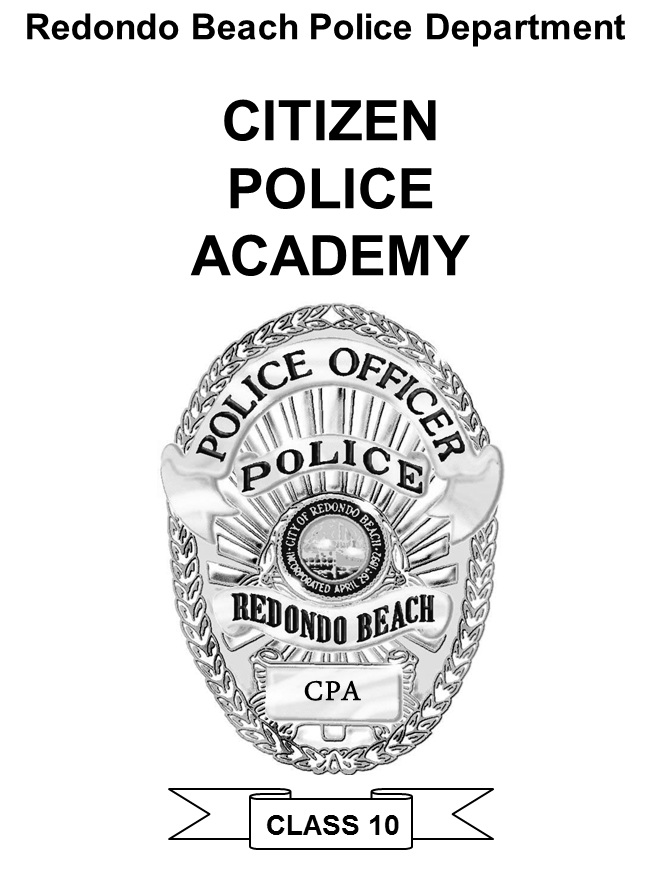 Redondo Beach Police Department
CITIZEN
POLICE
ACADEMY
POLICE OFFICER
POLICE
CITY OF REDONDO BEACH
INCORPORATED APRIL 29 · 1892
REDONDO BEACH
CPA
CLASS 10